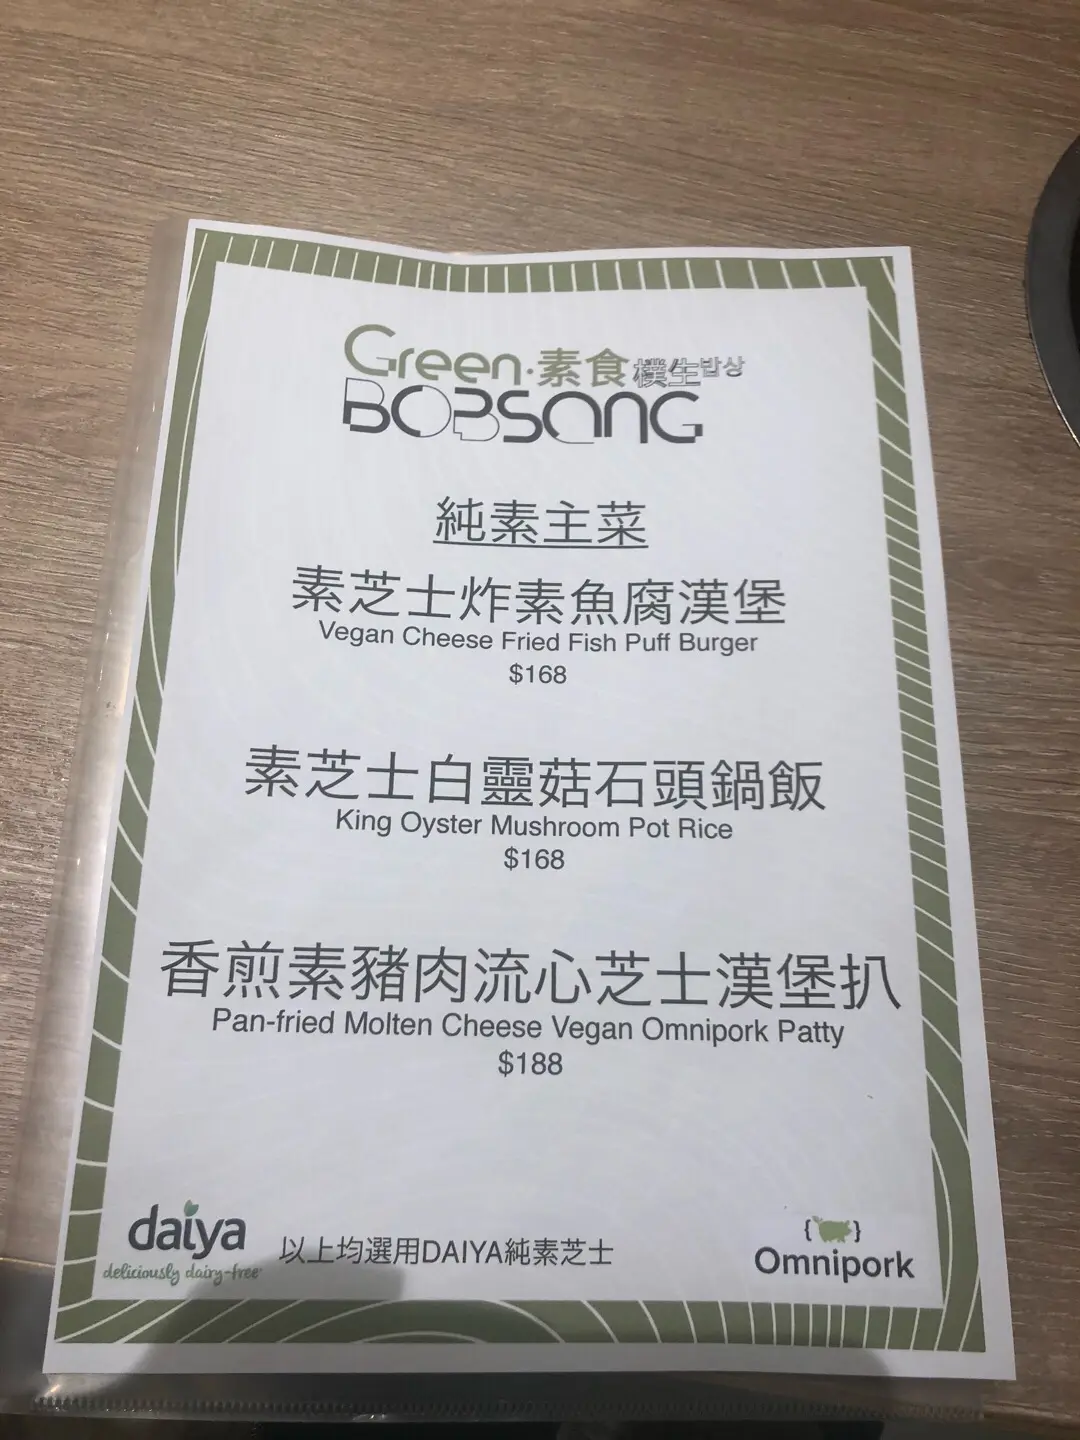 Green·素食樸生밥상
BOBSANG
純素主菜
素芝士炸素魚腐漢堡
Vegan Cheese Fried Fish Puff Burger
$168
素芝士白靈菇石頭鍋飯
King Oyster Mushroom Pot Rice
$168
香煎素豬肉流心芝士漢堡扒
Pan-fried Molten Cheese Vegan Omnipork Patty
$188
daiya
deliciously dairy-free
以上均選用DAIYA純素芝士
Omnipork